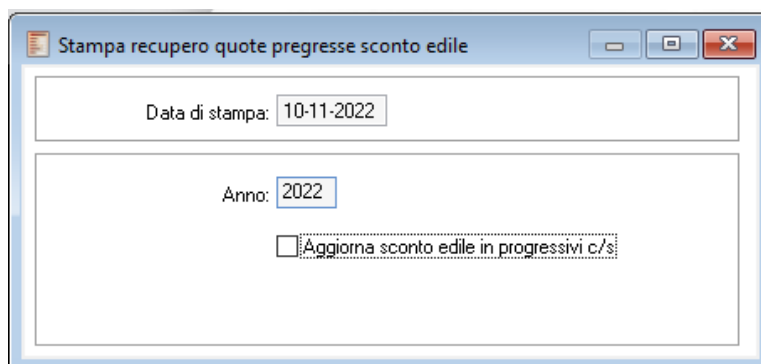 Stampa recupero quote pregresse sconto edile
Data di stampa: 10-11-2022
Anno: 2022
Aggiorna sconto edile in progressivi c/s